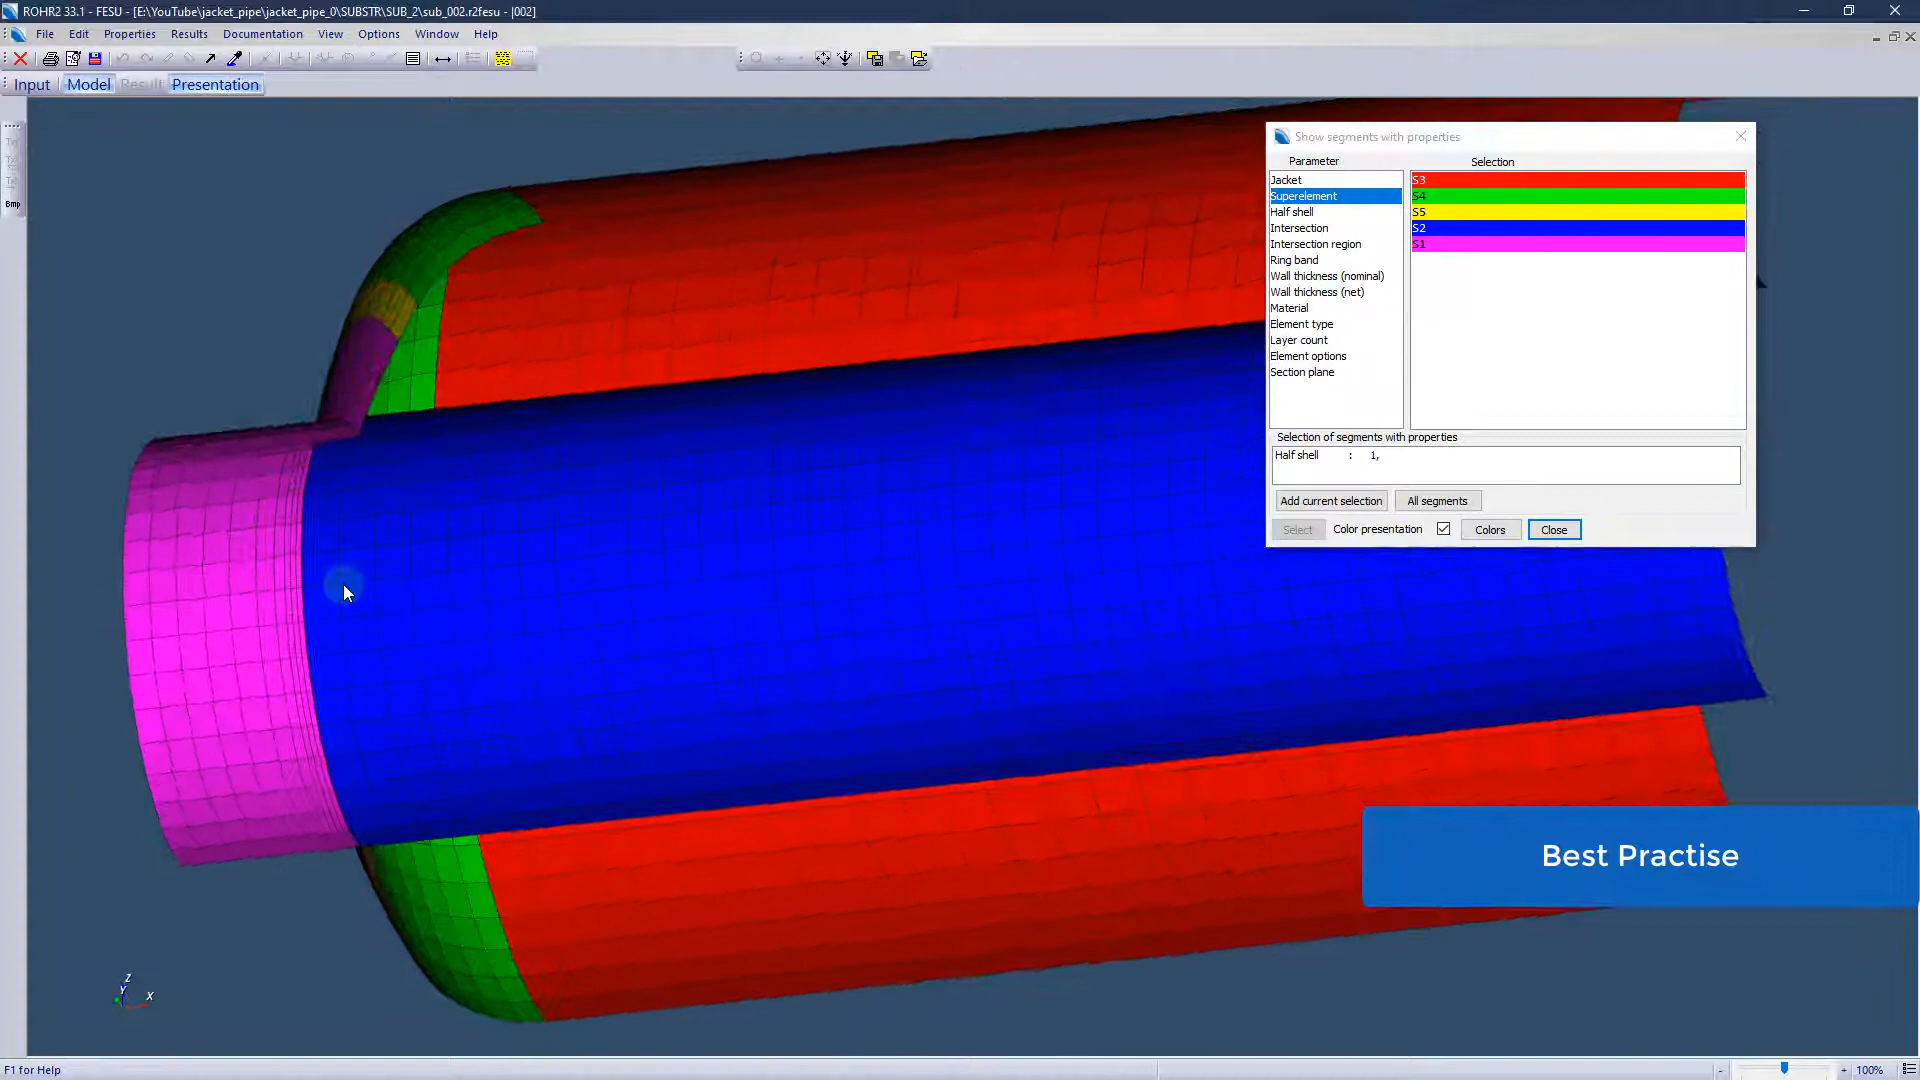 ROHR2 33.1 - FESU - [E:\YouTube\jacket_pipe\jacket_pipe_0\SUBSTR\SUB_2\sub_002.r2fesu - |002]
File Edit Properties Results Documentation View Options Window Help
Input Model Result Presentation
Bmp
Show segments with properties
Parameter Selection
Jacket
Superelement
Half shell
Intersection
Intersection region
Ring band
Wall thickness (nominal)
Wall thickness (net)
Material
Element type
Layer count
Element options
Section plane
S3
S4
S5
S2
S1
Selection of segments with properties
Half shell : 1,
Add current selection All segments
Select Color presentation Colors Close
Best Practise
Z
Y
X
F1 for Help
- + 100%